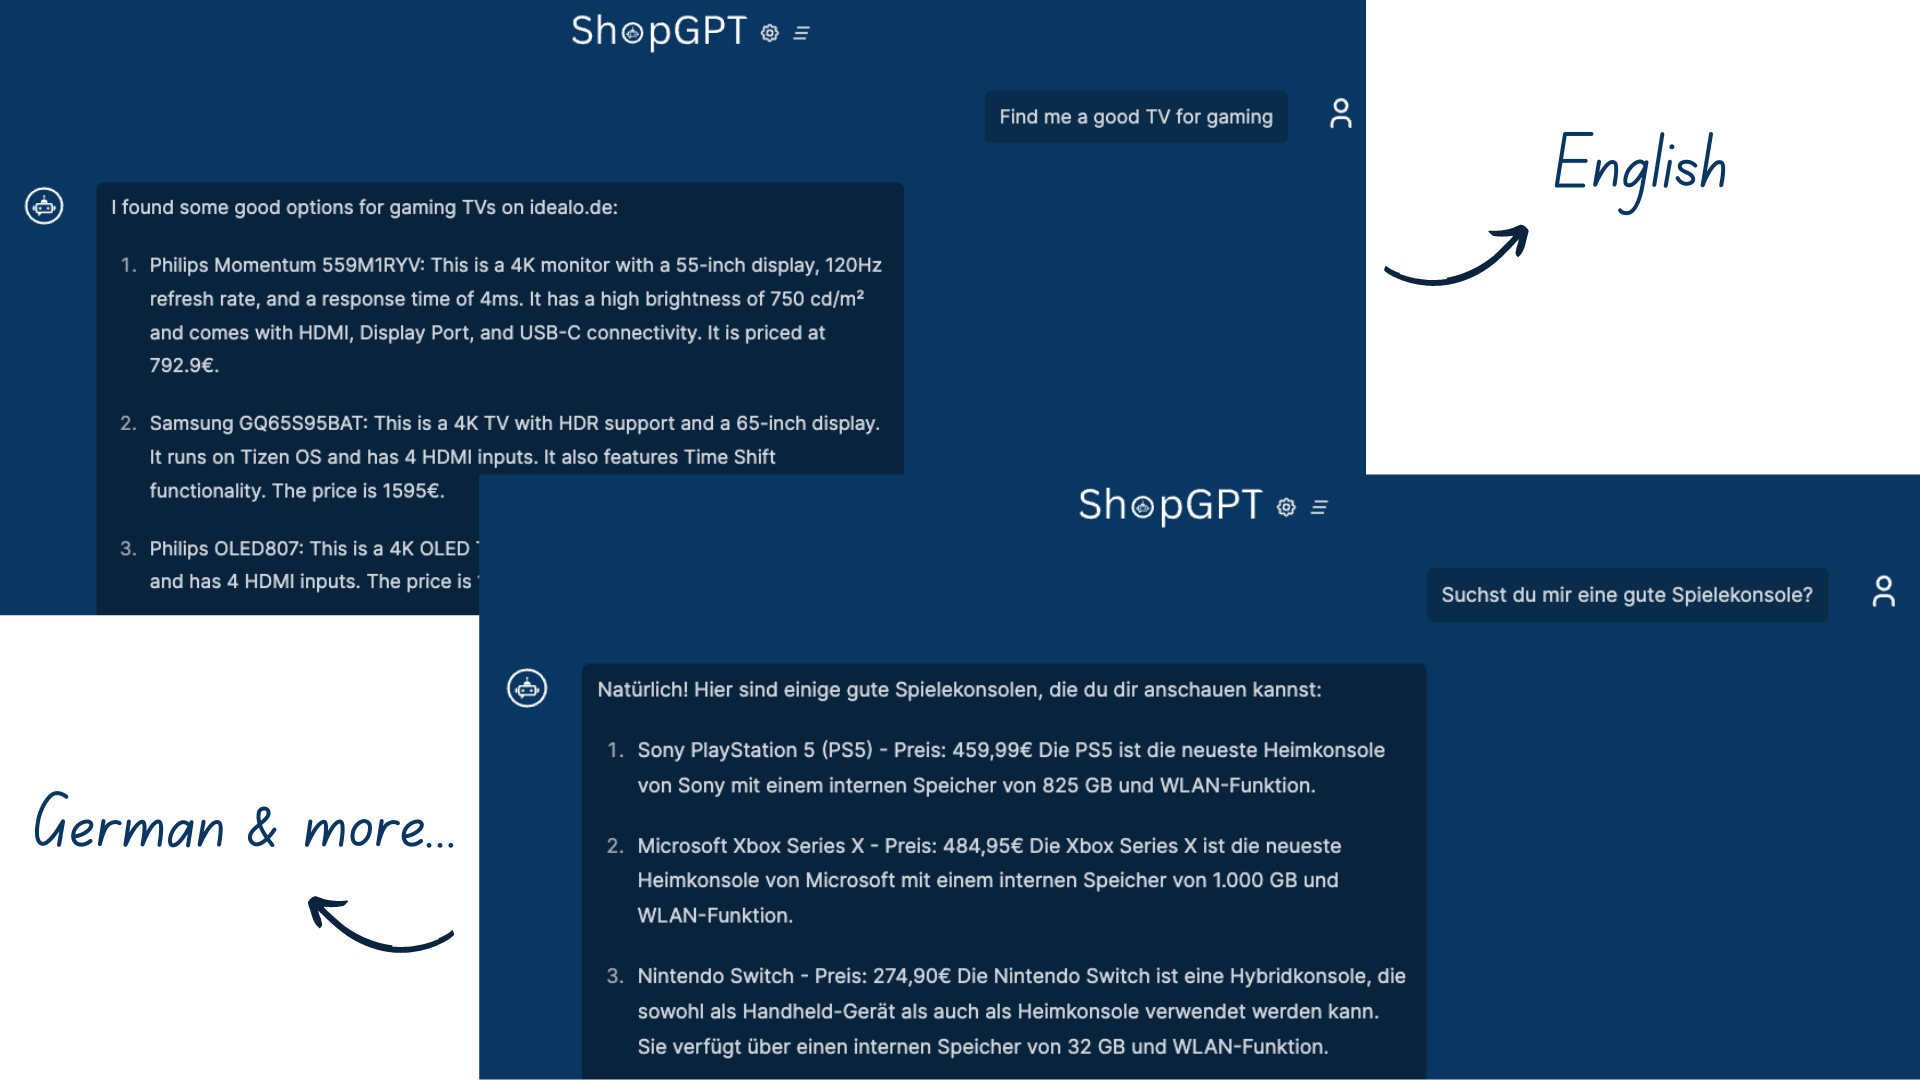 ShopGPT
Find me a good TV for gaming
I found some good options for gaming TVs on idealo.de:
1. Philips Momentum 559M1RYV: This is a 4K monitor with a 55-inch display, 120Hz
refresh rate, and a response time of 4ms. It has a high brightness of 750 cd/m²
and comes with HDMI, Display Port, and USB-C connectivity. It is priced at
792.9€.
2. Samsung GQ65S95BAT: This is a 4K TV with HDR support and a 65-inch display.
It runs on Tizen OS and has 4 HDMI inputs. It also features Time Shift
functionality. The price is 1595€.
3. Philips OLED807: This is a 4K OLED
and has 4 HDMI inputs. The price is
English
ShopGPT
Suchst du mir eine gute Spielekonsole?
Natürlich! Hier sind einige gute Spielekonsolen, die du dir anschauen kannst:
1. Sony PlayStation 5 (PS5) - Preis: 459,99€ Die PS5 ist die neueste Heimkonsole
von Sony mit einem internen Speicher von 825 GB und WLAN-Funktion.
2. Microsoft Xbox Series X - Preis: 484,95€ Die Xbox Series X ist die neueste
Heimkonsole von Microsoft mit einem internen Speicher von 1.000 GB und
WLAN-Funktion.
3. Nintendo Switch - Preis: 274,90€ Die Nintendo Switch ist eine Hybridkonsole, die
sowohl als Handheld-Gerät als auch als Heimkonsole verwendet werden kann.
Sie verfügt über einen internen Speicher von 32 GB und WLAN-Funktion.
German & more...